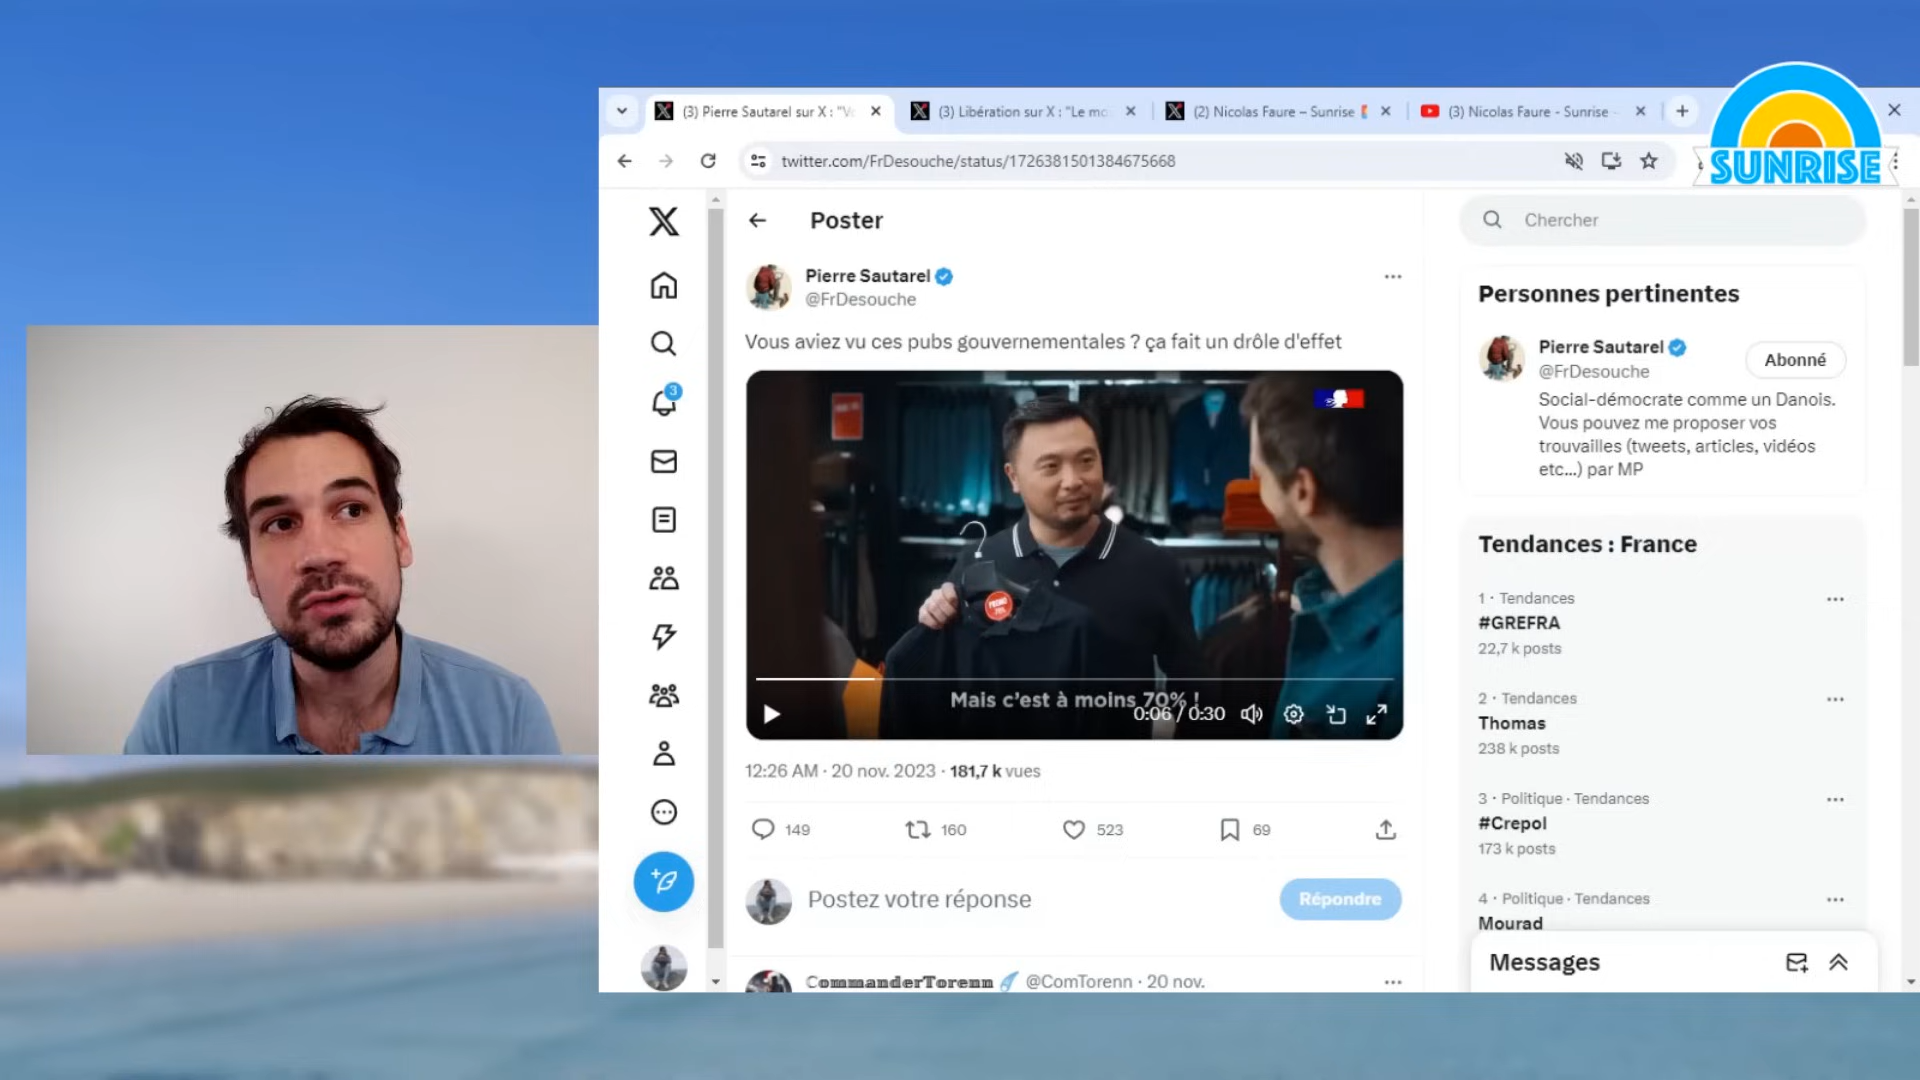 (3) Pierre Sautarel sur X : "V
(3) Libération sur X : "Le mo
(2) Nicolas Faure – Sunrise
(3) Nicolas Faure - Sunrise -
SUNRISE
twitter.com/FrDesouche/status/1726381501384675668
Poster
Chercher
Pierre Sautarel
@FrDesouche
Vous aviez vu ces pubs gouvernementales ? ça fait un drôle d'effet
3
PROMO
70%
Mais c'est à moins 70% !
0:06 / 0:30
12:26 AM · 20 nov. 2023 · 181,7 k vues
149
160
523
69
Postez votre réponse
Répondre
CommanderTorenn @ComTorenn · 20 nov.
Personnes pertinentes
Pierre Sautarel
@FrDesouche
Abonné
Social-démocrate comme un Danois.
Vous pouvez me proposer vos
trouvailles (tweets, articles, vidéos
etc...) par MP
Tendances : France
1 · Tendances
#GREFRA
22,7 k posts
2 · Tendances
Thomas
238 k posts
3 · Politique · Tendances
#Crepol
173 k posts
4 · Politique · Tendances
Mourad
Messages